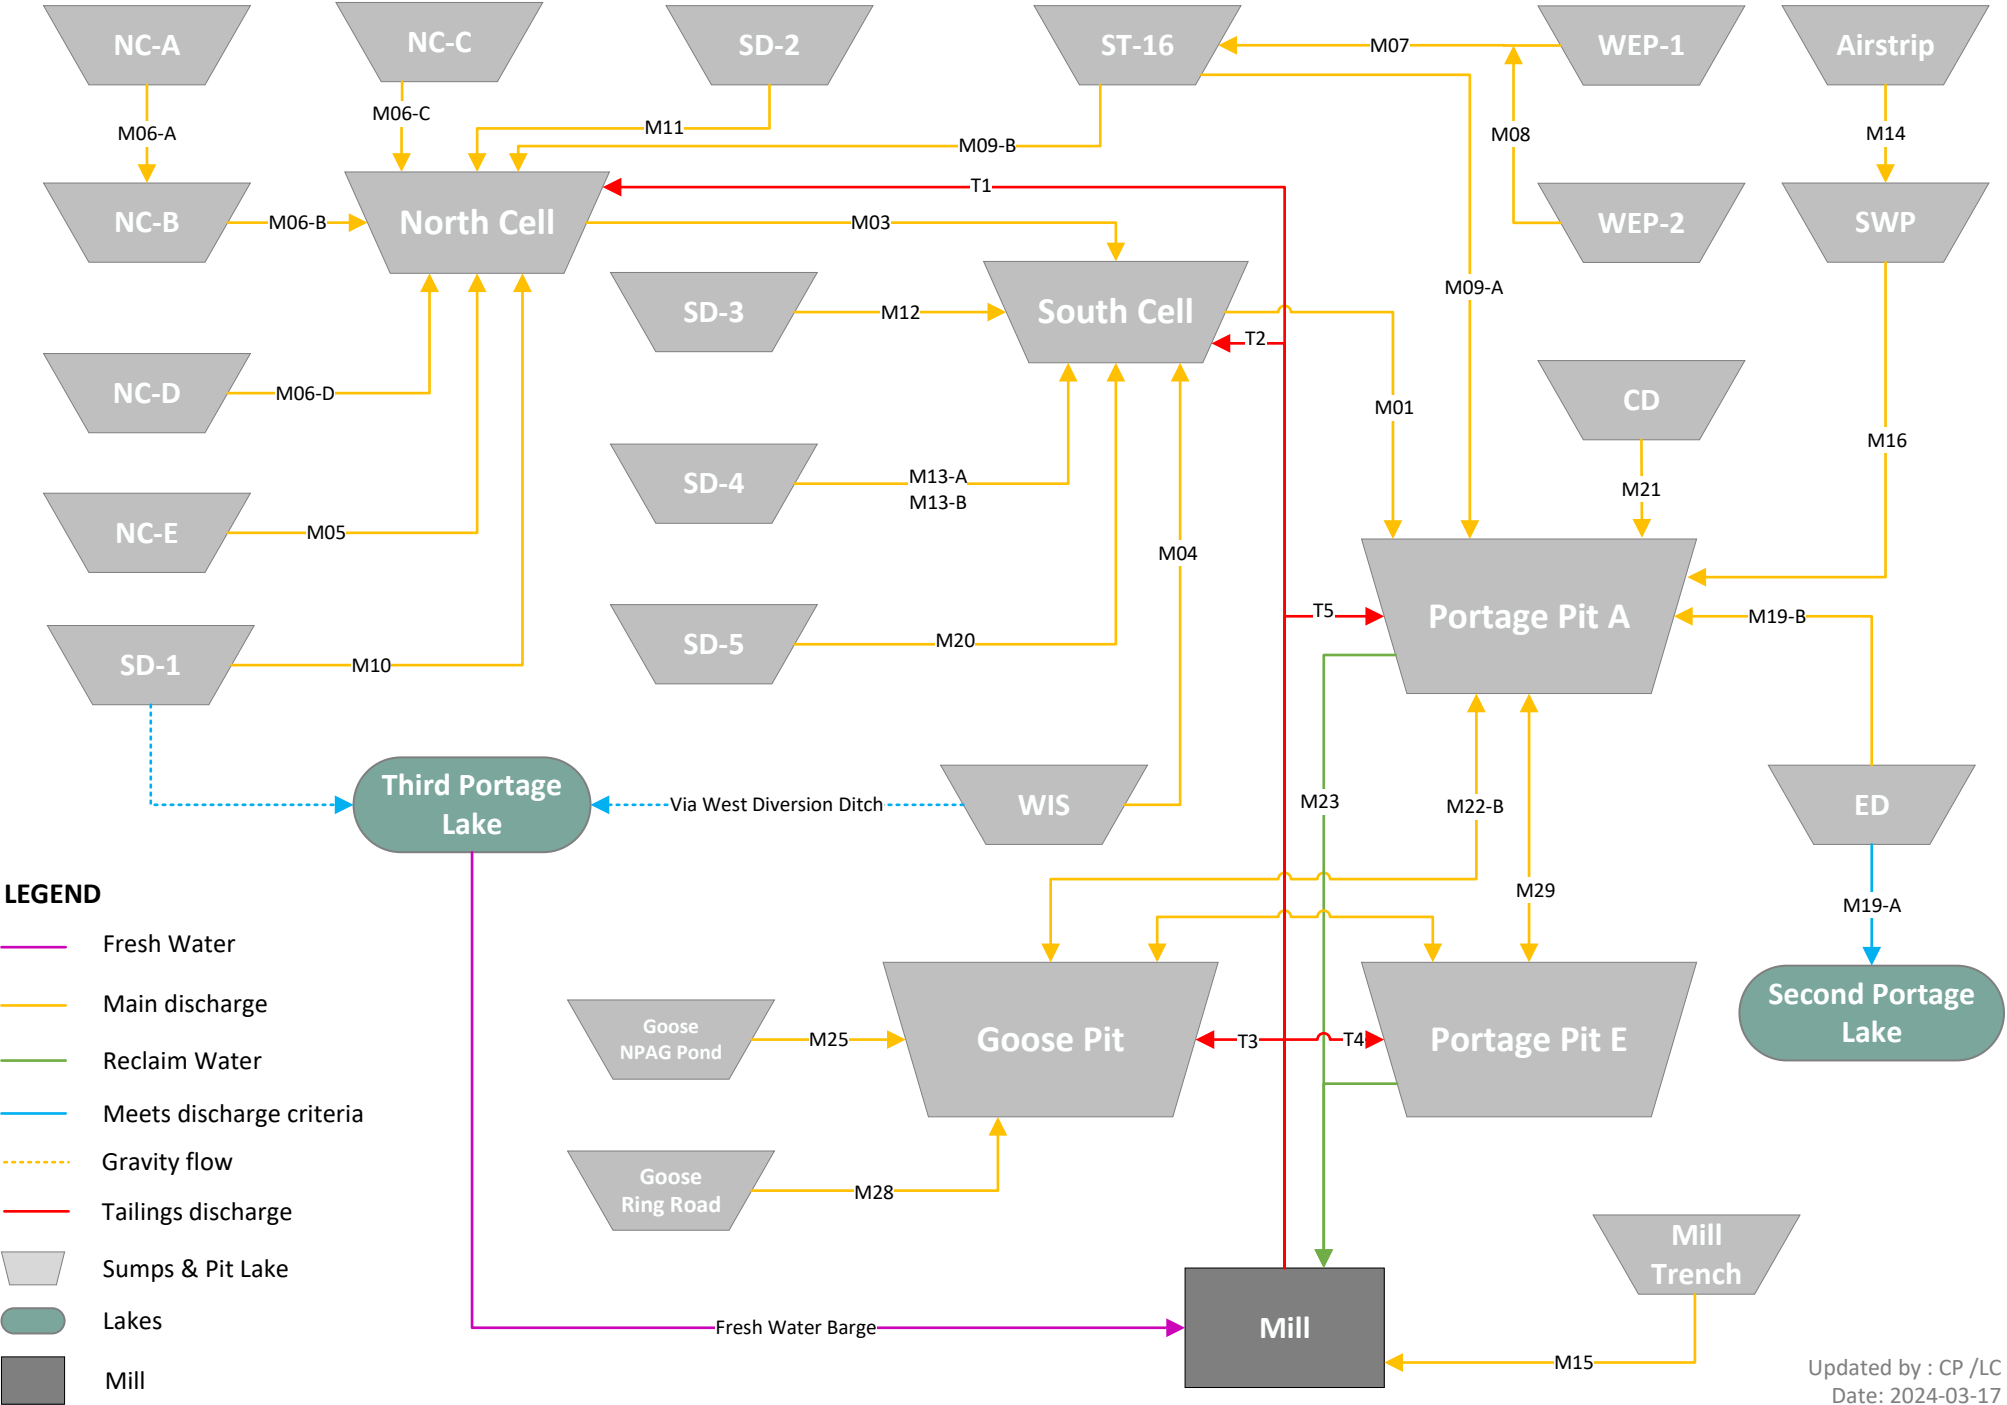 NC-A
NC-C
SD-2
ST-16
M07
WEP-1
Airstrip
M06-A
M06-C
M11
M09-B
M08
M14
T1
NC-B
M06-B
North Cell
M03
WEP-2
SWP
SD-3
M12
South Cell
M09-A
T2
NC-D
M06-D
M01
CD
M16
SD-4
M13-A
M13-B
M21
NC-E
M05
M04
SD-5
M20
T5
Portage Pit A
M19-B
SD-1
M10
Third Portage
Lake
Via West Diversion Ditch
WIS
M23
M22-B
ED
M29
M19-A
LEGEND
Fresh Water
Main discharge
Reclaim Water
Meets discharge criteria
Gravity flow
Tailings discharge
Sumps & Pit Lake
Lakes
Mill
Second Portage
Lake
Goose
NPAG Pond
M25
Goose Pit
T3
T4
Portage Pit E
Goose
Ring Road
M28
Mill
Trench
Fresh Water Barge
Mill
M15
Updated by : CP /LC
Date: 2024-03-17